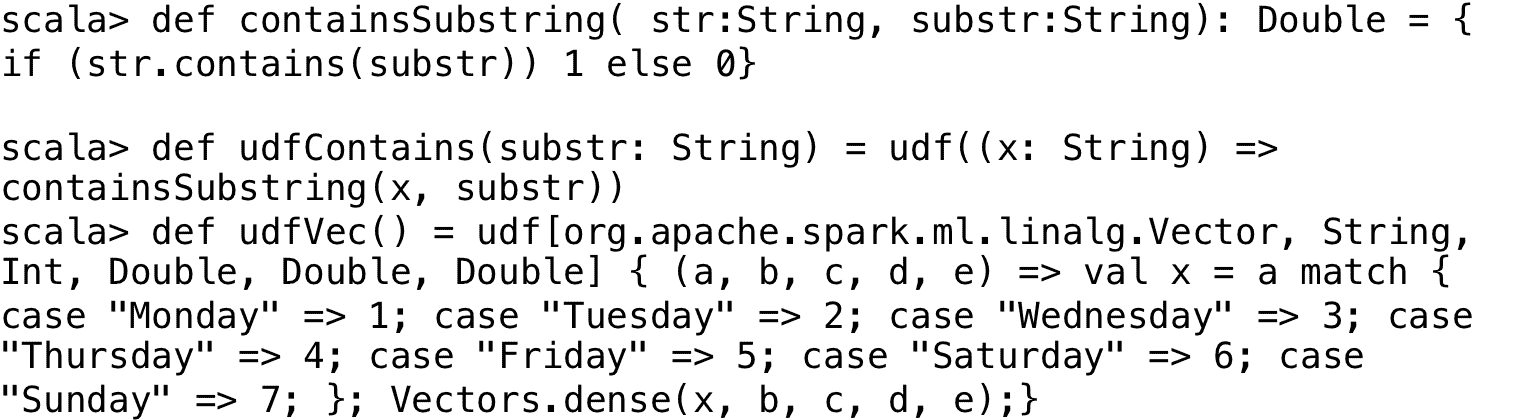 scala> def containsSubstring( str:String, substr:String): Double = {
if (str.contains(substr)) 1 else 0}
scala> def udfContains(substr: String) = udf((x: String) =>
containsSubstring(x, substr))
scala> def udfVec() = udf[org.apache.spark.ml.linalg.Vector, String,
Int, Double, Double, Double] { (a, b, c, d, e) => val x = a match {
case "Monday" => 1; case "Tuesday" => 2; case "Wednesday" => 3; case
"Thursday" => 4; case "Friday" => 5; case "Saturday" => 6; case
"Sunday" => 7; }; Vectors.dense(x, b, c, d, e);}